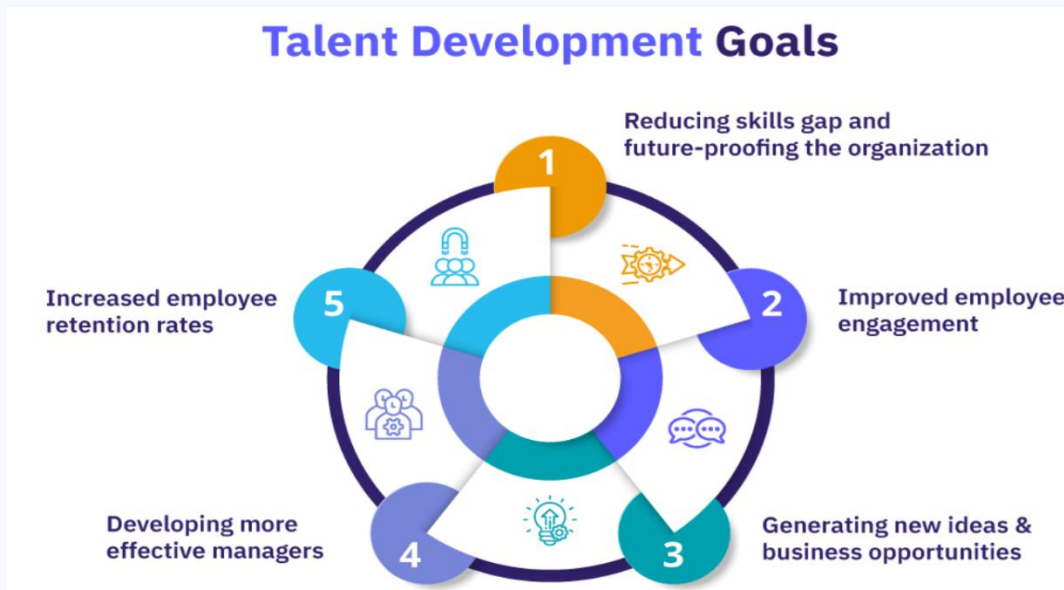 Talent Development Goals
1
Reducing skills gap and
future-proofing the organization
2
Improved employee
engagement
3
Generating new ideas &
business opportunities
4
Developing more
effective managers
5
Increased employee
retention rates